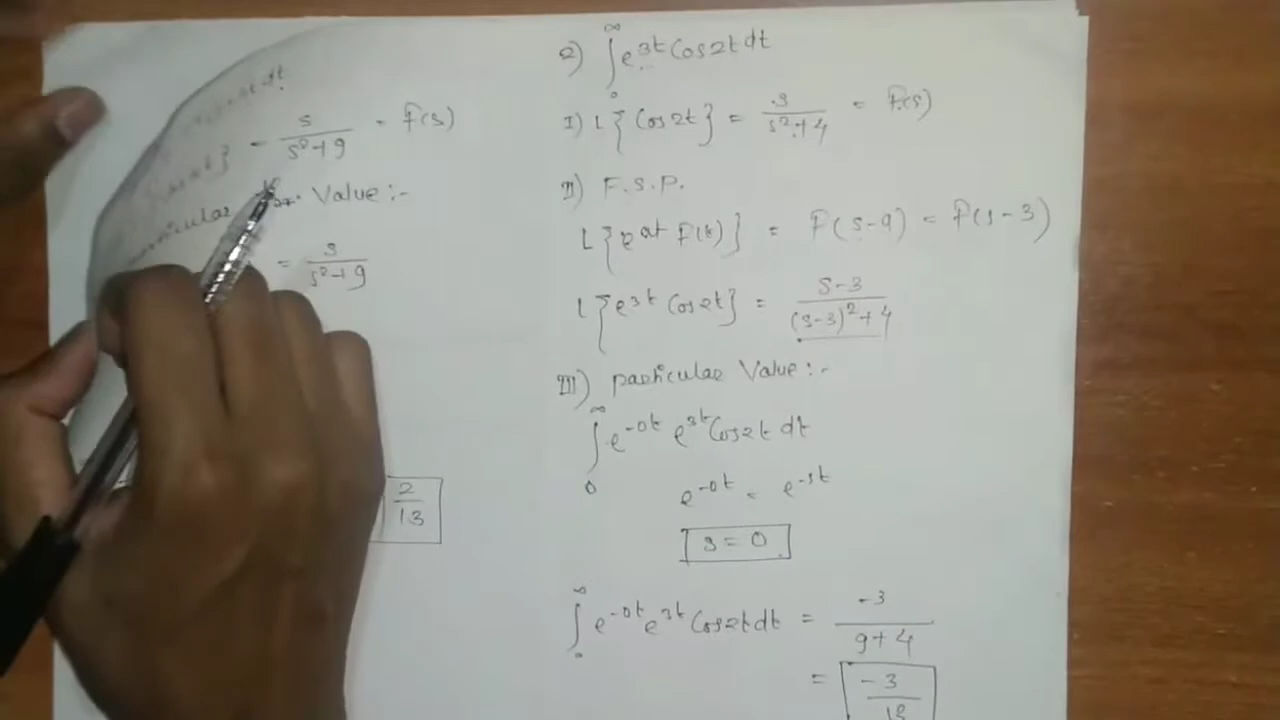 = s/(s²+9) = f(s)
Value :-
= s/(s²+9)
2/13
2) ∫₀^∞ e^{3t} Cos2t dt
I) L{Cos2t} = s/(s²+4) = f(s)
II) F.S.P.
L{e^{at} f(t)} = f(s-a) = f(s-3)
L{e^{3t} Cos2t} = (s-3)/((s-3)²+4)
III) particular Value :-
∫₀^∞ e^{-0t} e^{3t} Cos2t dt
e^{-0t} = e^{-st}
s = 0
∫₀^∞ e^{-0t} e^{3t} Cos2t dt = -3/(9+4)
= -3/13